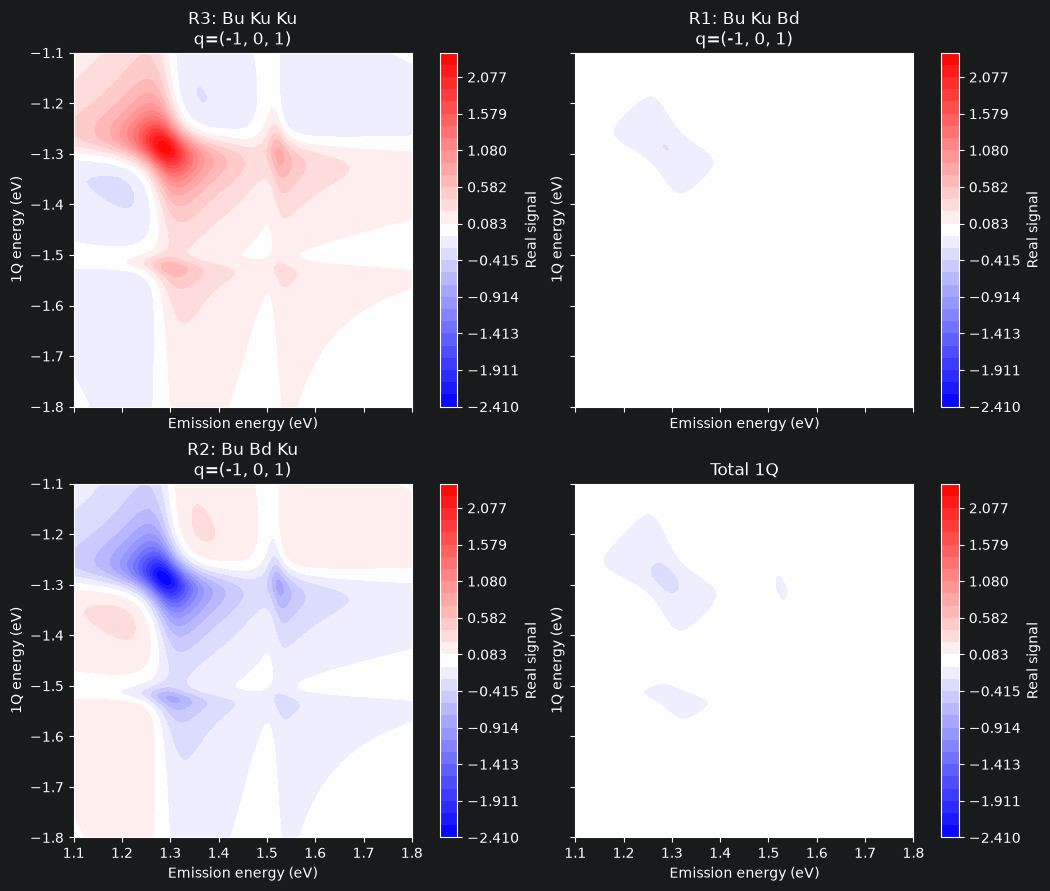 R3: Bu Ku Ku
q=(-1, 0, 1)
−1.1
−1.2
−1.3
−1.4
−1.5
−1.6
−1.7
−1.8
1Q energy (eV)
Emission energy (eV)
2.077
1.579
1.080
0.582
0.083
−0.415
−0.914
−1.413
−1.911
−2.410
Real signal
R1: Bu Ku Bd
q=(-1, 0, 1)
1Q energy (eV)
Emission energy (eV)
2.077
1.579
1.080
0.582
0.083
−0.415
−0.914
−1.413
−1.911
−2.410
Real signal
R2: Bu Bd Ku
q=(-1, 0, 1)
−1.1
−1.2
−1.3
−1.4
−1.5
−1.6
−1.7
−1.8
1Q energy (eV)
1.1 1.2 1.3 1.4 1.5 1.6 1.7 1.8
Emission energy (eV)
2.077
1.579
1.080
0.582
0.083
−0.415
−0.914
−1.413
−1.911
−2.410
Real signal
Total 1Q
1Q energy (eV)
1.1 1.2 1.3 1.4 1.5 1.6 1.7 1.8
Emission energy (eV)
2.077
1.579
1.080
0.582
0.083
−0.415
−0.914
−1.413
−1.911
−2.410
Real signal